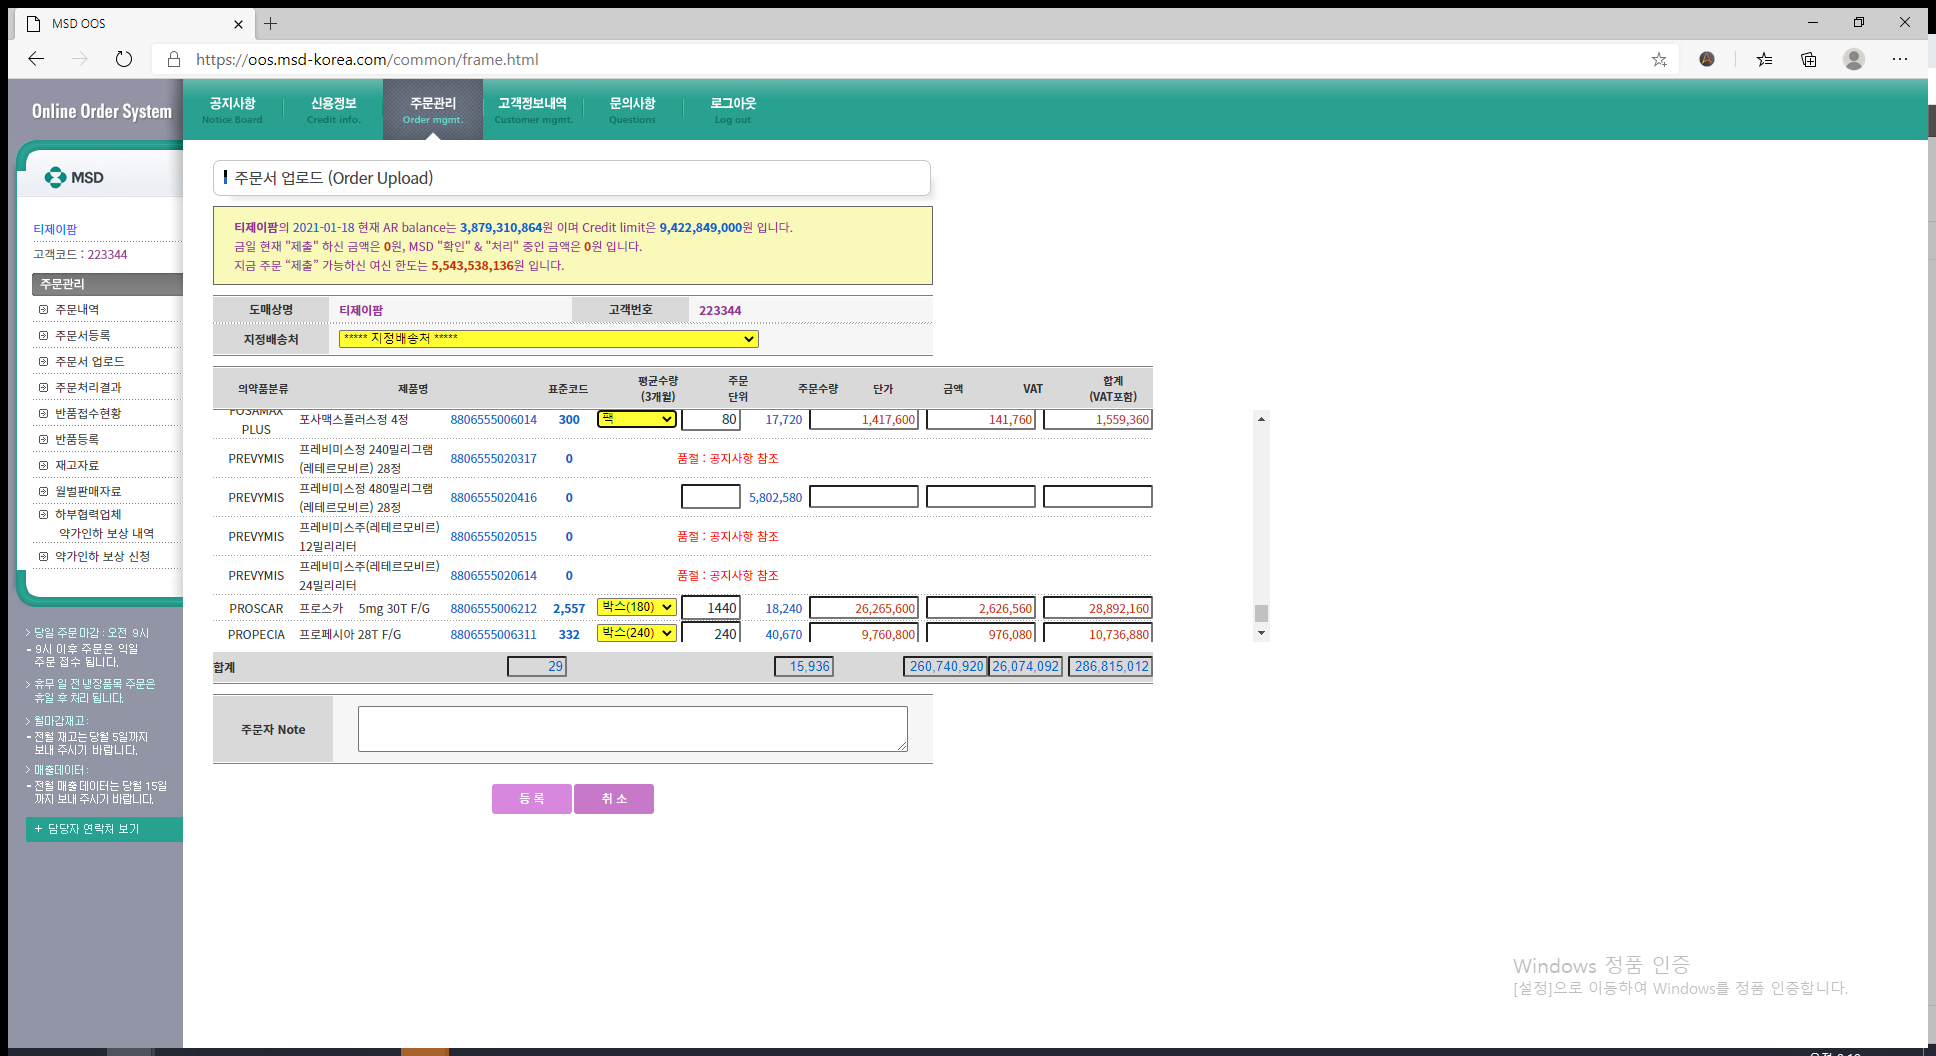 MSD OOS
https://oos.msd-korea.com/common/frame.html
Online Order System
공지사항
Notice Board
신용정보
Credit info.
주문관리
Order mgmt.
고객정보내역
Customer mgmt.
문의사항
Questions
로그아웃
Log out
MSD
티제이팜
고객코드 : 223344
주문관리
주문내역
주문서등록
주문서 업로드
주문처리결과
반품접수현황
반품등록
재고자료
월벌판매자료
하부협력업체
약가인하 보상 내역
약가인하 보상 신청
> 당일 주문마감 : 오전 9시
- 9시 이후 주문은 익일
주문 접수 됩니다.
> 휴무 일 전 냉장품목 주문은
휴일 후 처리 됩니다.
> 월마감재고 :
- 전월 재고는 당월 5일까지
보내 주시기 바랍니다.
> 매출데이터 :
- 전월 매출데이터는 당월 15일
까지 보내주시기 바랍니다.
+ 담당자 연락처 보기
주문서 업로드 (Order Upload)
티제이팜의 2021-01-18 현재 AR balance는 3,879,310,864원 이며 Credit limit은 9,422,849,000원 입니다.
금일 현재 "제출" 하신 금액은 0원, MSD "확인" & "처리" 중인 금액은 0원 입니다.
지금 주문 “제출” 가능하신 여신 한도는 5,543,538,136원 입니다.
도매상명 티제이팜 고객번호 223344
지정배송처 ***** 지정배송처 *****
의약품분류 제품명 표준코드 평균수량 (3개월) 주문 단위 주문수량 단가 금액 VAT 합계 (VAT포함)
FOSAMAX PLUS 포사맥스플러스정 4정 8806555006014 300 팩 80 17,720 1,417,600 141,760 1,559,360
PREVYMIS 프레비미스정 240밀리그램 (레테르모비르) 28정 8806555020317 0 품절 : 공지사항 참조
PREVYMIS 프레비미스정 480밀리그램 (레테르모비르) 28정 8806555020416 0 5,802,580
PREVYMIS 프레비미스주(레테르모비르) 12밀리리터 8806555020515 0 품절 : 공지사항 참조
PREVYMIS 프레비미스주(레테르모비르) 24밀리리터 8806555020614 0 품절 : 공지사항 참조
PROSCAR 프로스카 5mg 30T F/G 8806555006212 2,557 박스(180) 1440 18,240 26,265,600 2,626,560 28,892,160
PROPECIA 프로페시아 28T F/G 8806555006311 332 박스(240) 240 40,670 9,760,800 976,080 10,736,880
합계 29 15,936 260,740,920 26,074,092 286,815,012
주문자 Note
등 록 취 소
Windows 정품 인증
[설정]으로 이동하여 Windows를 정품 인증합니다.